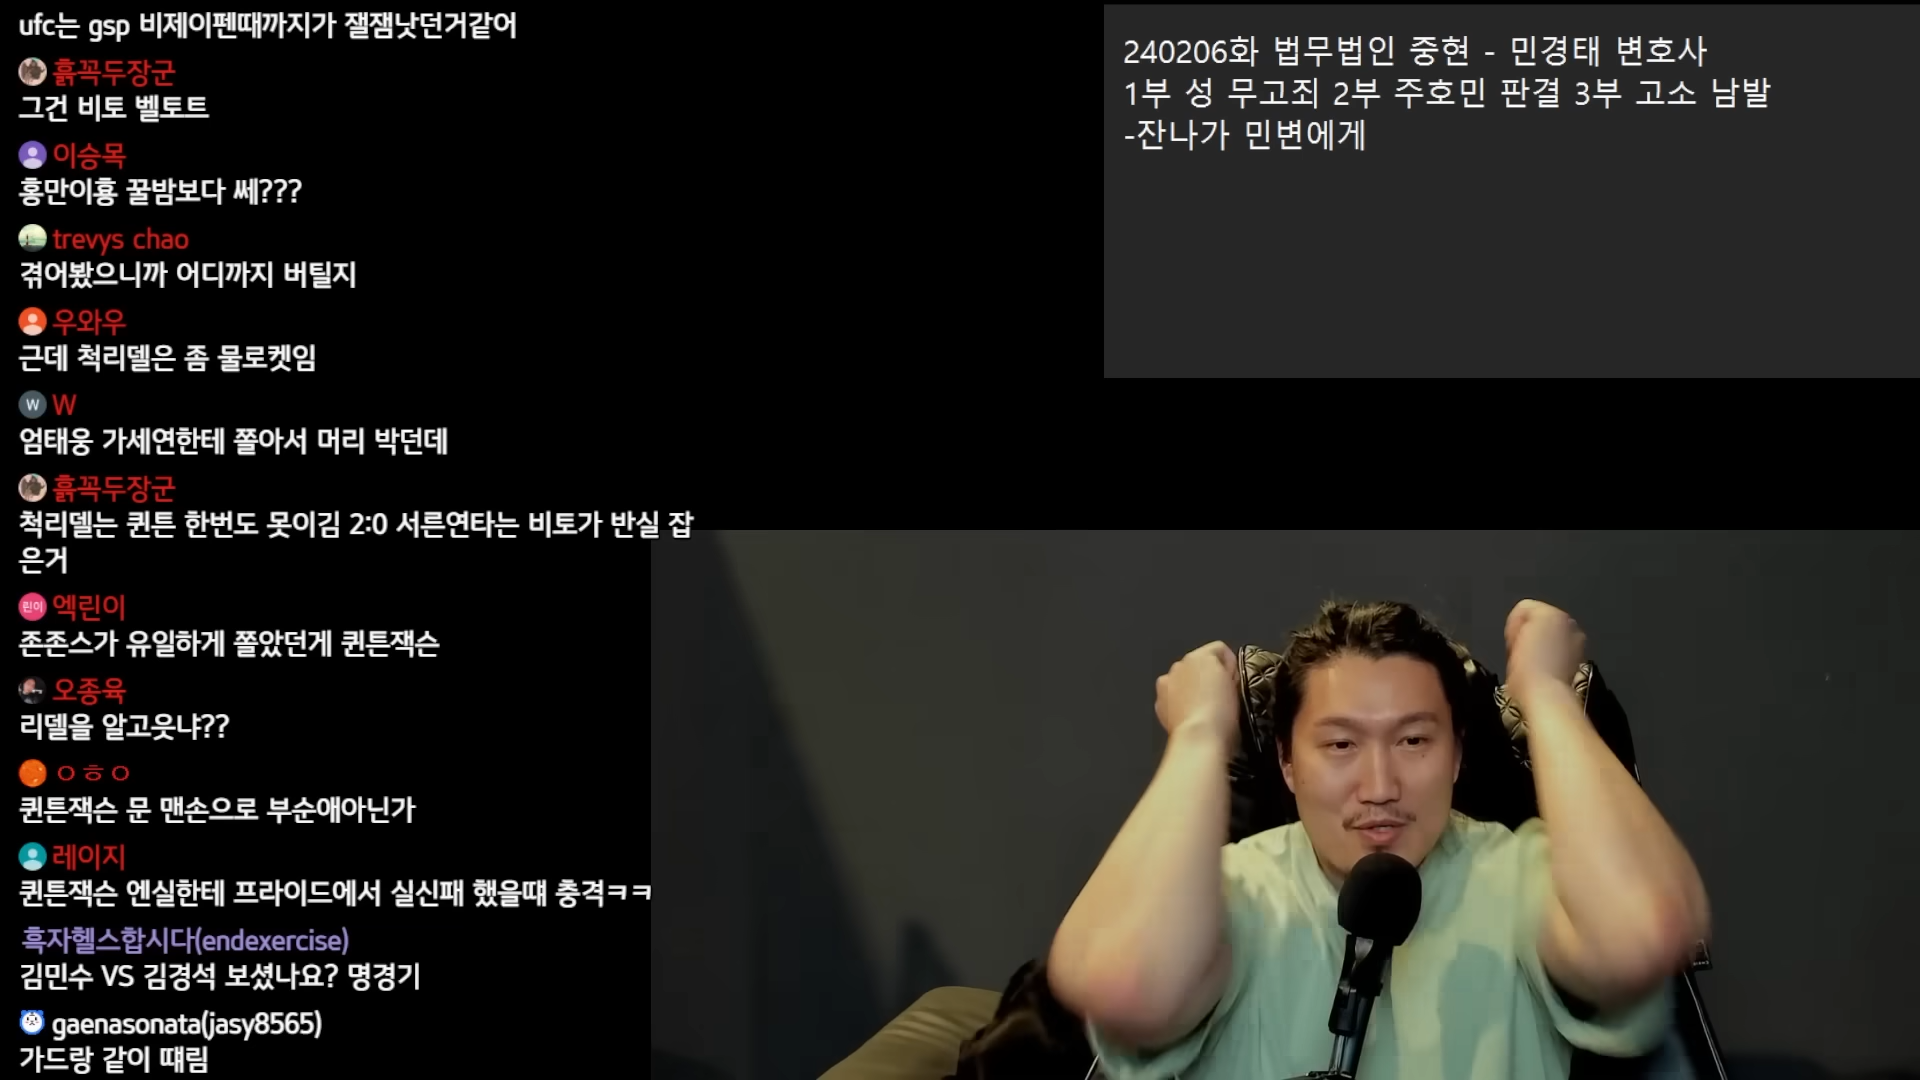 ufc는 gsp 비제이펜때까지가 잴잼낫던거같어
흙꼭두장군
그건 비토 벨토트
이승목
홍만이횽 꿀밤보다 쎄???
trevys chao
겪어봤으니까 어디까지 버틸지
우와우
근데 척리델은 좀 물로켓임
W W
엄태웅 가세연한테 쫄아서 머리 박던데
흙꼭두장군
척리델는 퀸튼 한번도 못이김 2:0 서른연타는 비토가 반실 잡
은거
린이 엑린이
존존스가 유일하게 쫄았던게 퀸튼잭슨
오종육
리델을 알고웃냐??
ㅇㅎㅇ
퀸튼잭슨 문 맨손으로 부순애아닌가
레이지
퀸튼잭슨 엔실한테 프라이드에서 실신패 했을떄 충격ㅋㅋ
흑자헬스합시다(endexercise)
김민수 VS 김경석 보셨나요? 명경기
gaenasonata(jasy8565)
가드랑 같이 떄림
240206화 법무법인 중현 - 민경태 변호사
1부 성 무고죄 2부 주호민 판결 3부 고소 남발
-잔나가 민변에게